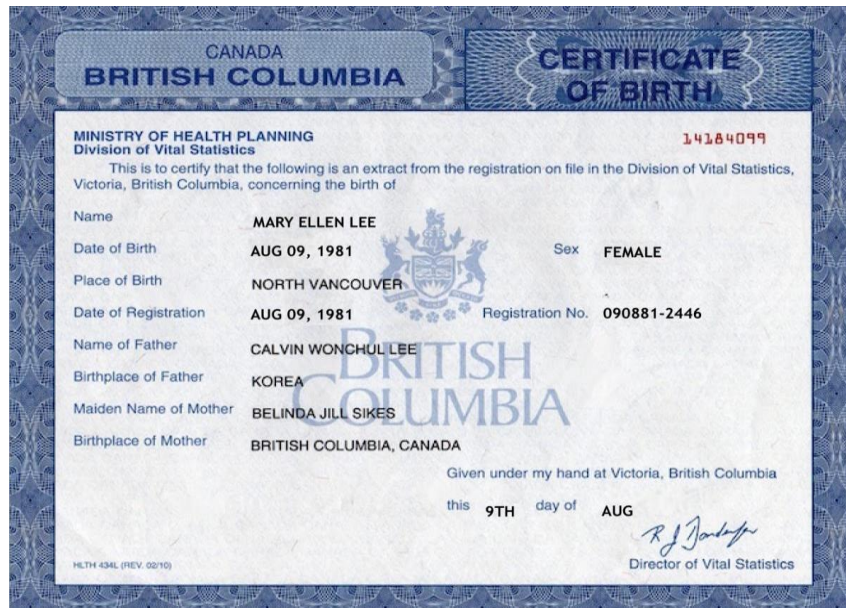 CANADA
BRITISH COLUMBIA
CERTIFICATE
OF BIRTH
MINISTRY OF HEALTH PLANNING
Division of Vital Statistics
14184099
This is to certify that the following is an extract from the registration on file in the Division of Vital Statistics,
Victoria, British Columbia, concerning the birth of
Name MARY ELLEN LEE
Date of Birth AUG 09, 1981 Sex FEMALE
Place of Birth NORTH VANCOUVER
Date of Registration AUG 09, 1981 Registration No. 090881-2446
Name of Father CALVIN WONCHUL LEE
Birthplace of Father KOREA
Maiden Name of Mother BELINDA JILL SIKES
Birthplace of Mother BRITISH COLUMBIA, CANADA
BRITISH
COLUMBIA
Given under my hand at Victoria, British Columbia
this 9TH day of AUG
Director of Vital Statistics
HLTH 434L (REV. 02/10)